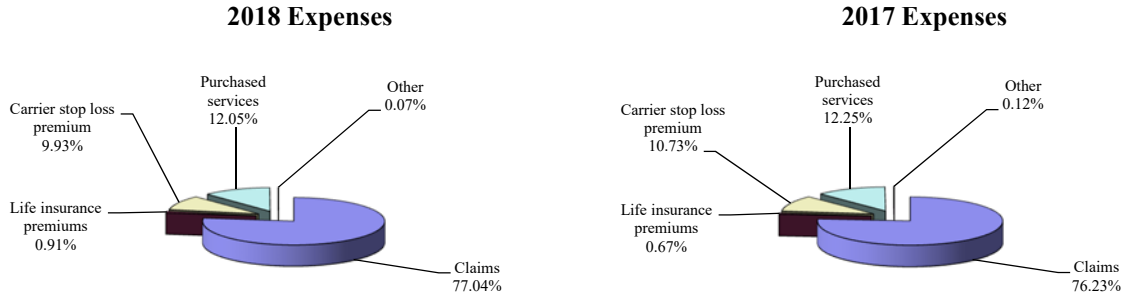 2018 Expenses
Purchased
services
12.05%
Other
0.07%
Carrier stop loss
premium
9.93%
Life insurance
premiums
0.91%
Claims
77.04%
2017 Expenses
Purchased
services
12.25%
Other
0.12%
Carrier stop loss
premium
10.73%
Life insurance
premiums
0.67%
Claims
76.23%